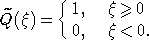 Q̃(ξ) = { 1, ξ ⩾ 0
0, ξ < 0.